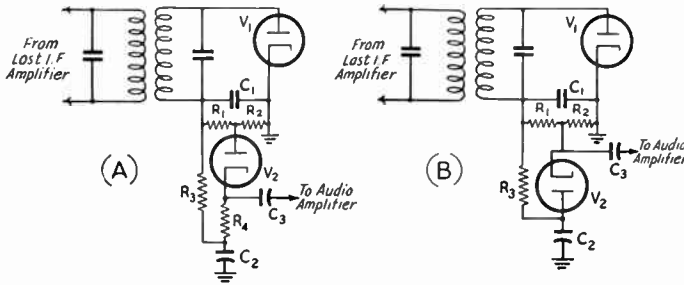 From
Last I.F
Amplifier
V1
C1
R1
R2
(A)
V2
R3
To Audio
Amplifier
C3
R4
C2
From
Last I.F.
Amplifier
V1
C1
R1
R2
(B)
To Audio
Amplifier
C3
R3
V2
C2